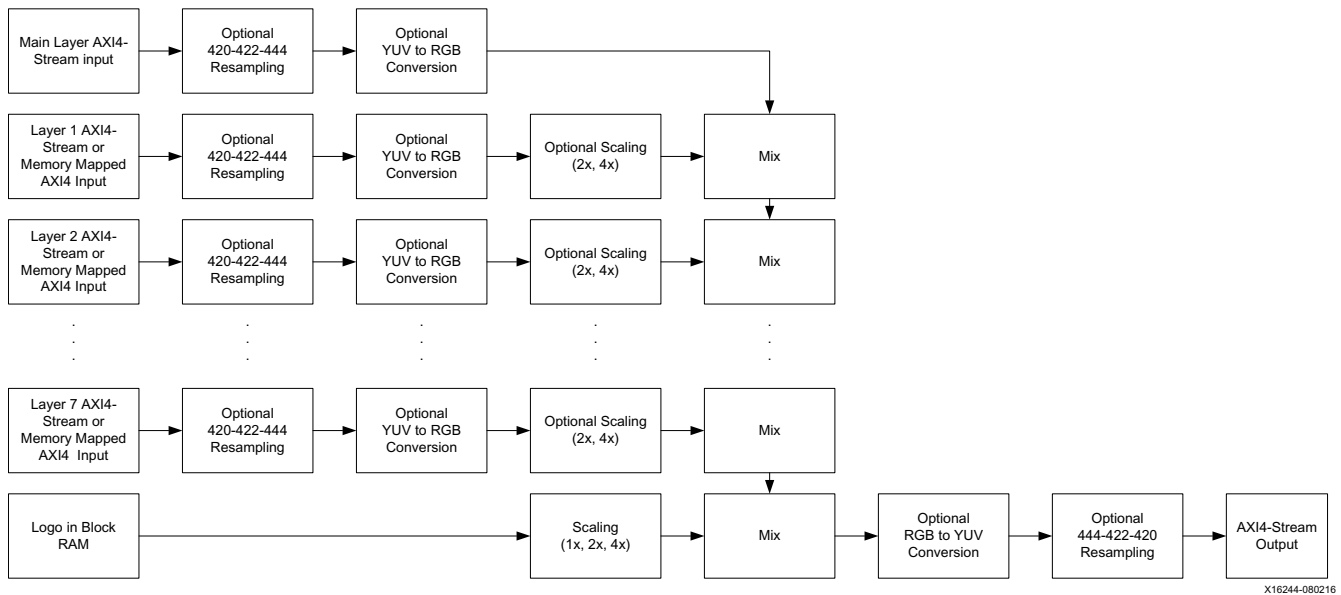 Main Layer AXI4-
Stream input
Optional
420-422-444
Resampling
Optional
YUV to RGB
Conversion
Layer 1 AXI4-
Stream or
Memory Mapped
AXI4 Input
Optional
420-422-444
Resampling
Optional
YUV to RGB
Conversion
Optional Scaling
(2x, 4x)
Mix
Layer 2 AXI4-
Stream or
Memory Mapped
AXI4 Input
Optional
420-422-444
Resampling
Optional
YUV to RGB
Conversion
Optional Scaling
(2x, 4x)
Mix
. . . . .
. . . . .
. . . . .
Layer 7 AXI4-
Stream or
Memory Mapped
AXI4 Input
Optional
420-422-444
Resampling
Optional
YUV to RGB
Conversion
Optional Scaling
(2x, 4x)
Mix
Logo in Block
RAM
Scaling
(1x, 2x, 4x)
Mix
Optional
RGB to YUV
Conversion
Optional
444-422-420
Resampling
AXI4-Stream
Output
X16244-080216